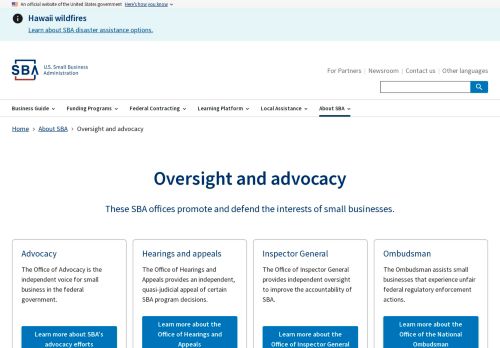 An official website of the United States government Here's how you know
Hawaii wildfires
Learn about SBA disaster assistance options.
SBA
U.S. Small Business
Administration
For Partners
Newsroom
Contact us
Other languages
Business Guide
Funding Programs
Federal Contracting
Learning Platform
Local Assistance
About SBA
Home
About SBA
Oversight and advocacy
Oversight and advocacy
These SBA offices promote and defend the interests of small businesses.
Advocacy
The Office of Advocacy is the
independent voice for small
business in the federal
government.
Learn more about SBA's
advocacy efforts
Hearings and appeals
The Office of Hearings and
Appeals provides an independent,
quasi-judicial appeal of certain
SBA program decisions.
Learn more about the
Office of Hearings and
Appeals
Inspector General
The Office of Inspector General
provides independent oversight
to improve the accountability of
SBA.
Learn more about the
Office of Inspector General
Ombudsman
The Ombudsman assists small
businesses that experience unfair
federal regulatory enforcement
actions.
Learn more about the
Office of the National
Ombudsman